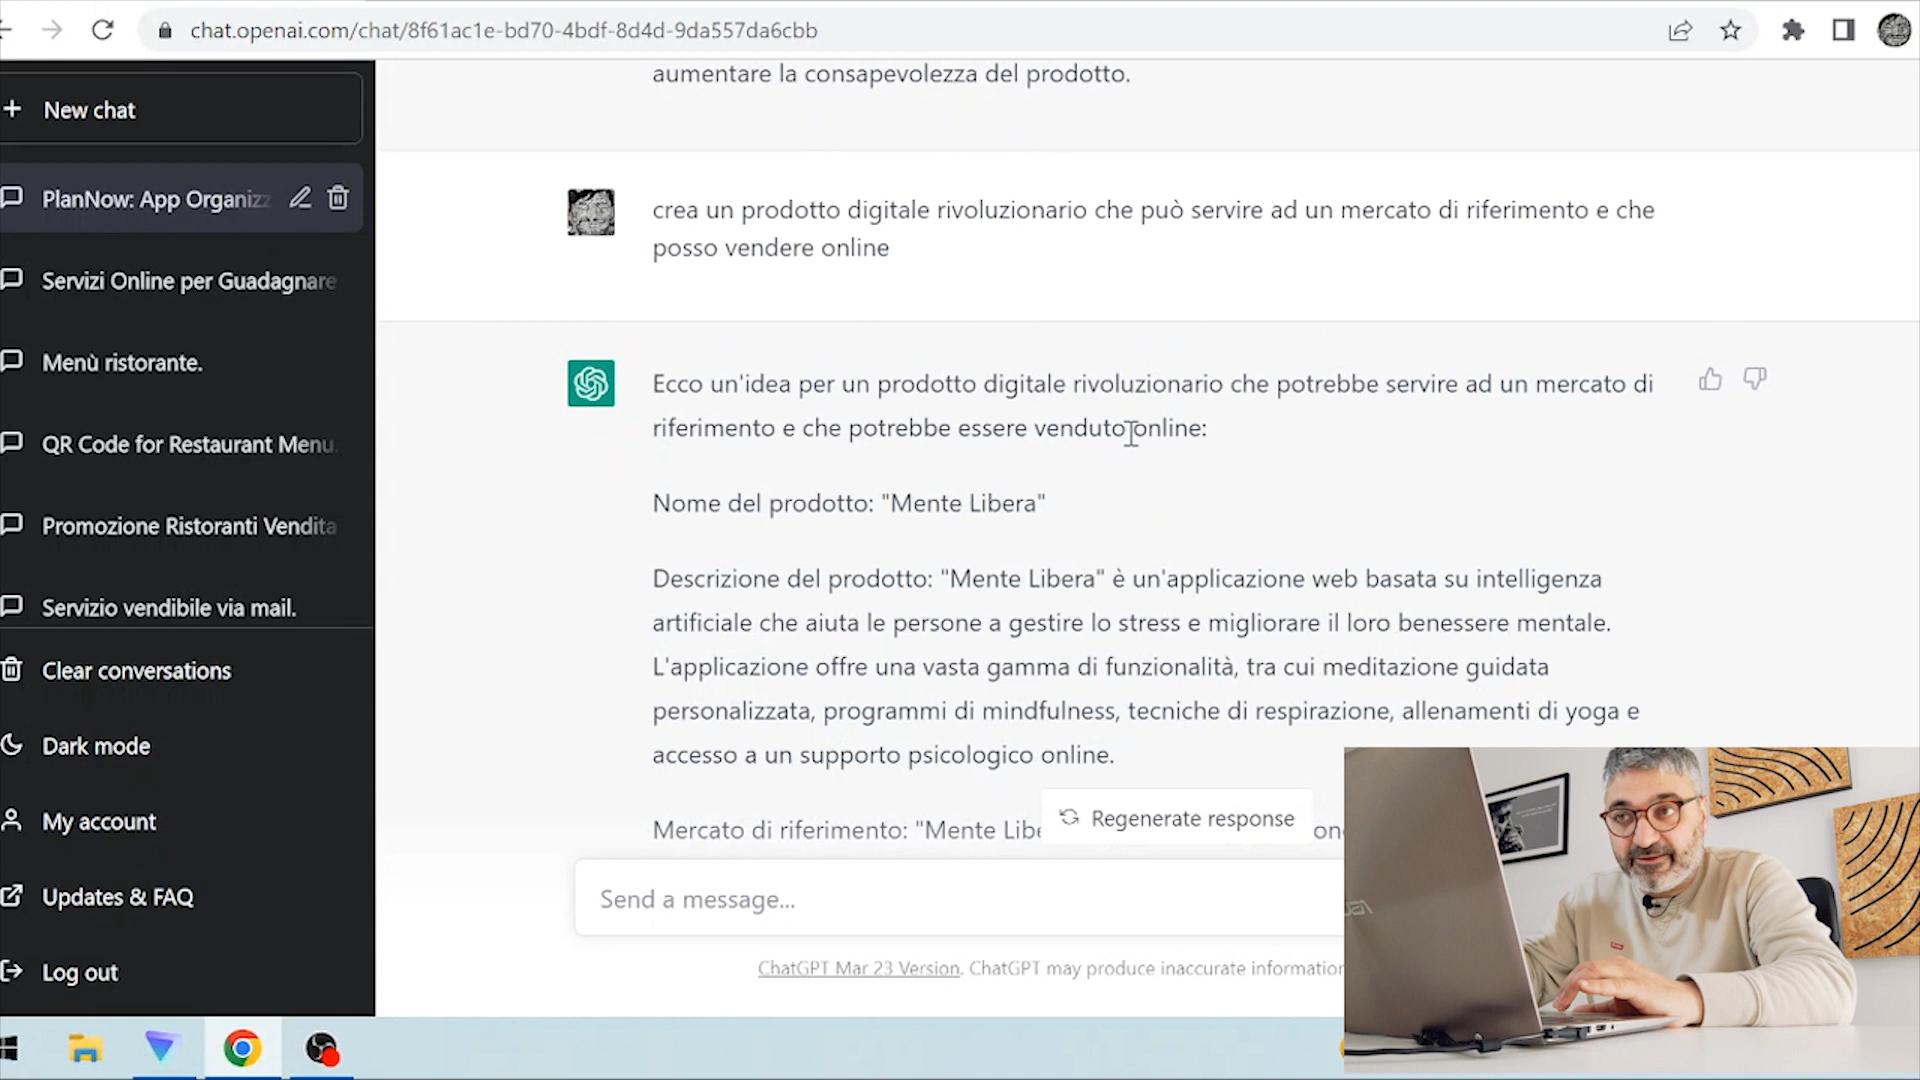 chat.openai.com/chat/8f61ac1e-bd70-4bdf-8d4d-9da557da6cbb
New chat
PlanNow: App Organizz
Servizi Online per Guadagnare
Menù ristorante.
QR Code for Restaurant Menu.
Promozione Ristoranti Vendita
Servizio vendibile via mail.
Clear conversations
Dark mode
My account
Updates & FAQ
Log out
aumentare la consapevolezza del prodotto.
crea un prodotto digitale rivoluzionario che può servire ad un mercato di riferimento e che
posso vendere online
Ecco un'idea per un prodotto digitale rivoluzionario che potrebbe servire ad un mercato di
riferimento e che potrebbe essere venduto online:
Nome del prodotto: "Mente Libera"
Descrizione del prodotto: "Mente Libera" è un'applicazione web basata su intelligenza
artificiale che aiuta le persone a gestire lo stress e migliorare il loro benessere mentale.
L'applicazione offre una vasta gamma di funzionalità, tra cui meditazione guidata
personalizzata, programmi di mindfulness, tecniche di respirazione, allenamenti di yoga e
accesso a un supporto psicologico online.
Mercato di riferimento: "Mente Libe
Regenerate response
Send a message...
ChatGPT Mar 23 Version. ChatGPT may produce inaccurate information